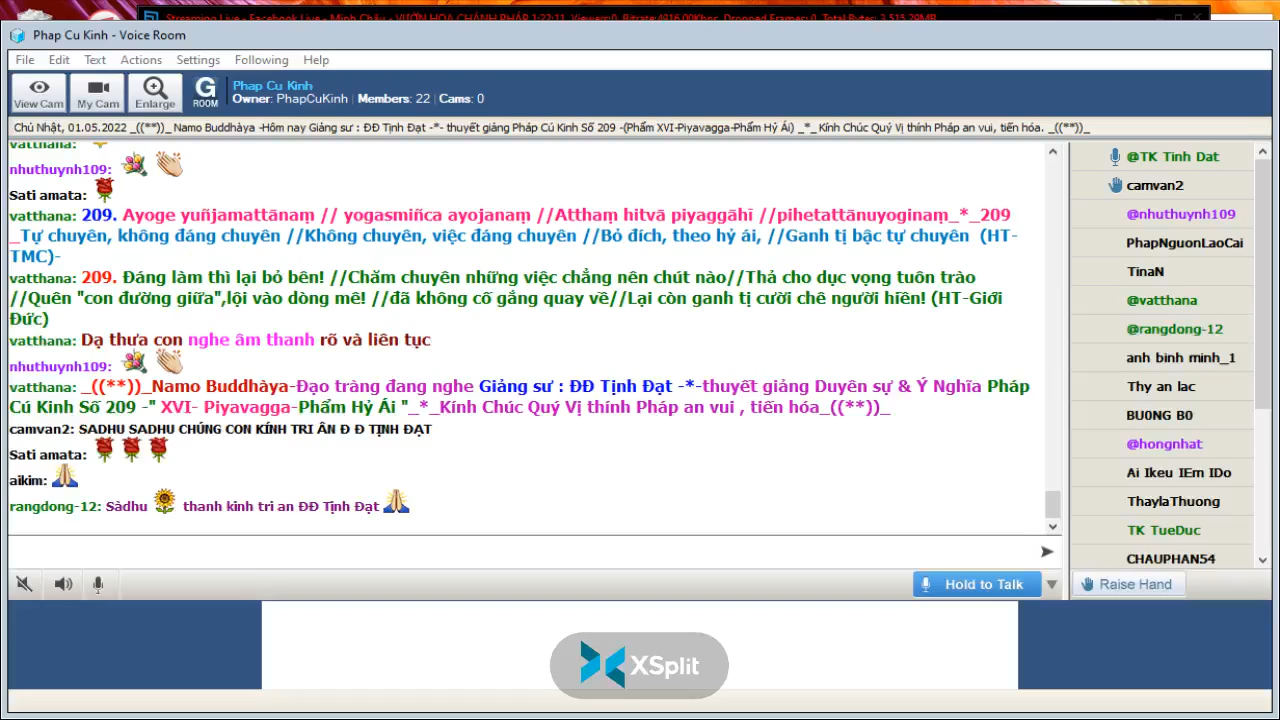 Streaming Live - Facebook Live - Minh Châu - VƯỜN HOA CHÁNH PHÁP 1:22:11, Viewers:0, Bitrate:4916.00Kbps, Dropped Frames:0, Total Bytes: 3,515.29MB
Phap Cu Kinh - Voice Room
File Edit Text Actions Settings Following Help
View Cam My Cam Enlarge G ROOM
Phap Cu Kinh
Owner: PhapCuKinh | Members: 22 | Cams: 0
Chủ Nhật, 01.05.2022 _((**))_ Namo Buddhàya -Hôm nay Giảng sư : ĐĐ Tịnh Đạt -*- thuyết giảng Pháp Cú Kinh Số 209 -(Phẩm XVI-Piyavagga-Phẩm Hỷ Ái) _*_ Kính Chúc Quý Vị thính Pháp an vui, tiến hóa. _((**))_
vatthana:
nhuthuynh109:
Sati amata:
vatthana: 209. Ayoge yuñjamattānaṃ // yogasmiñca ayojanaṃ //Atthaṃ hitvā piyaggāhī //pihetattānuyoginaṃ_*_209
_Tự chuyên, không đáng chuyên //Không chuyên, việc đáng chuyên //Bỏ đích, theo hỷ ái, //Ganh tị bậc tự chuyên (HT-
TMC)-
vatthana: 209. Đáng làm thì lại bỏ bên! //Chăm chuyên những việc chẳng nên chút nào//Thả cho dục vọng tuôn trào
//Quên "con đường giữa",lội vào dòng mê! //đã không cố gắng quay về//Lại còn ganh tị cười chê người hiền! (HT-Giới
Đức)
vatthana: Dạ thưa con nghe âm thanh rõ và liên tục
nhuthuynh109:
vatthana: _((**))_Namo Buddhàya-Đạo tràng đang nghe Giảng sư : ĐĐ Tịnh Đạt -*-thuyết giảng Duyên sự & Ý Nghĩa Pháp
Cú Kinh Số 209 -" XVI- Piyavagga-Phẩm Hỷ Ái "_*_Kính Chúc Quý Vị thính Pháp an vui , tiến hóa_((**))_
camvan2: SADHU SADHU CHÚNG CON KÍNH TRI ÂN Đ Đ TỊNH ĐẠT
Sati amata:
aikim:
rangdong-12: Sàdhu thanh kinh tri an ĐĐ Tịnh Đạt
@TK Tinh Dat
camvan2
@nhuthuynh109
PhapNguonLaoCai
TinaN
@vatthana
@rangdong-12
anh binh minh_1
Thy an lac
BU0NG B0
@hongnhat
Ai Ikeu IEm IDo
ThaylaThuong
TK TueDuc
CHAUPHAN54
Hold to Talk
Raise Hand
XSplit